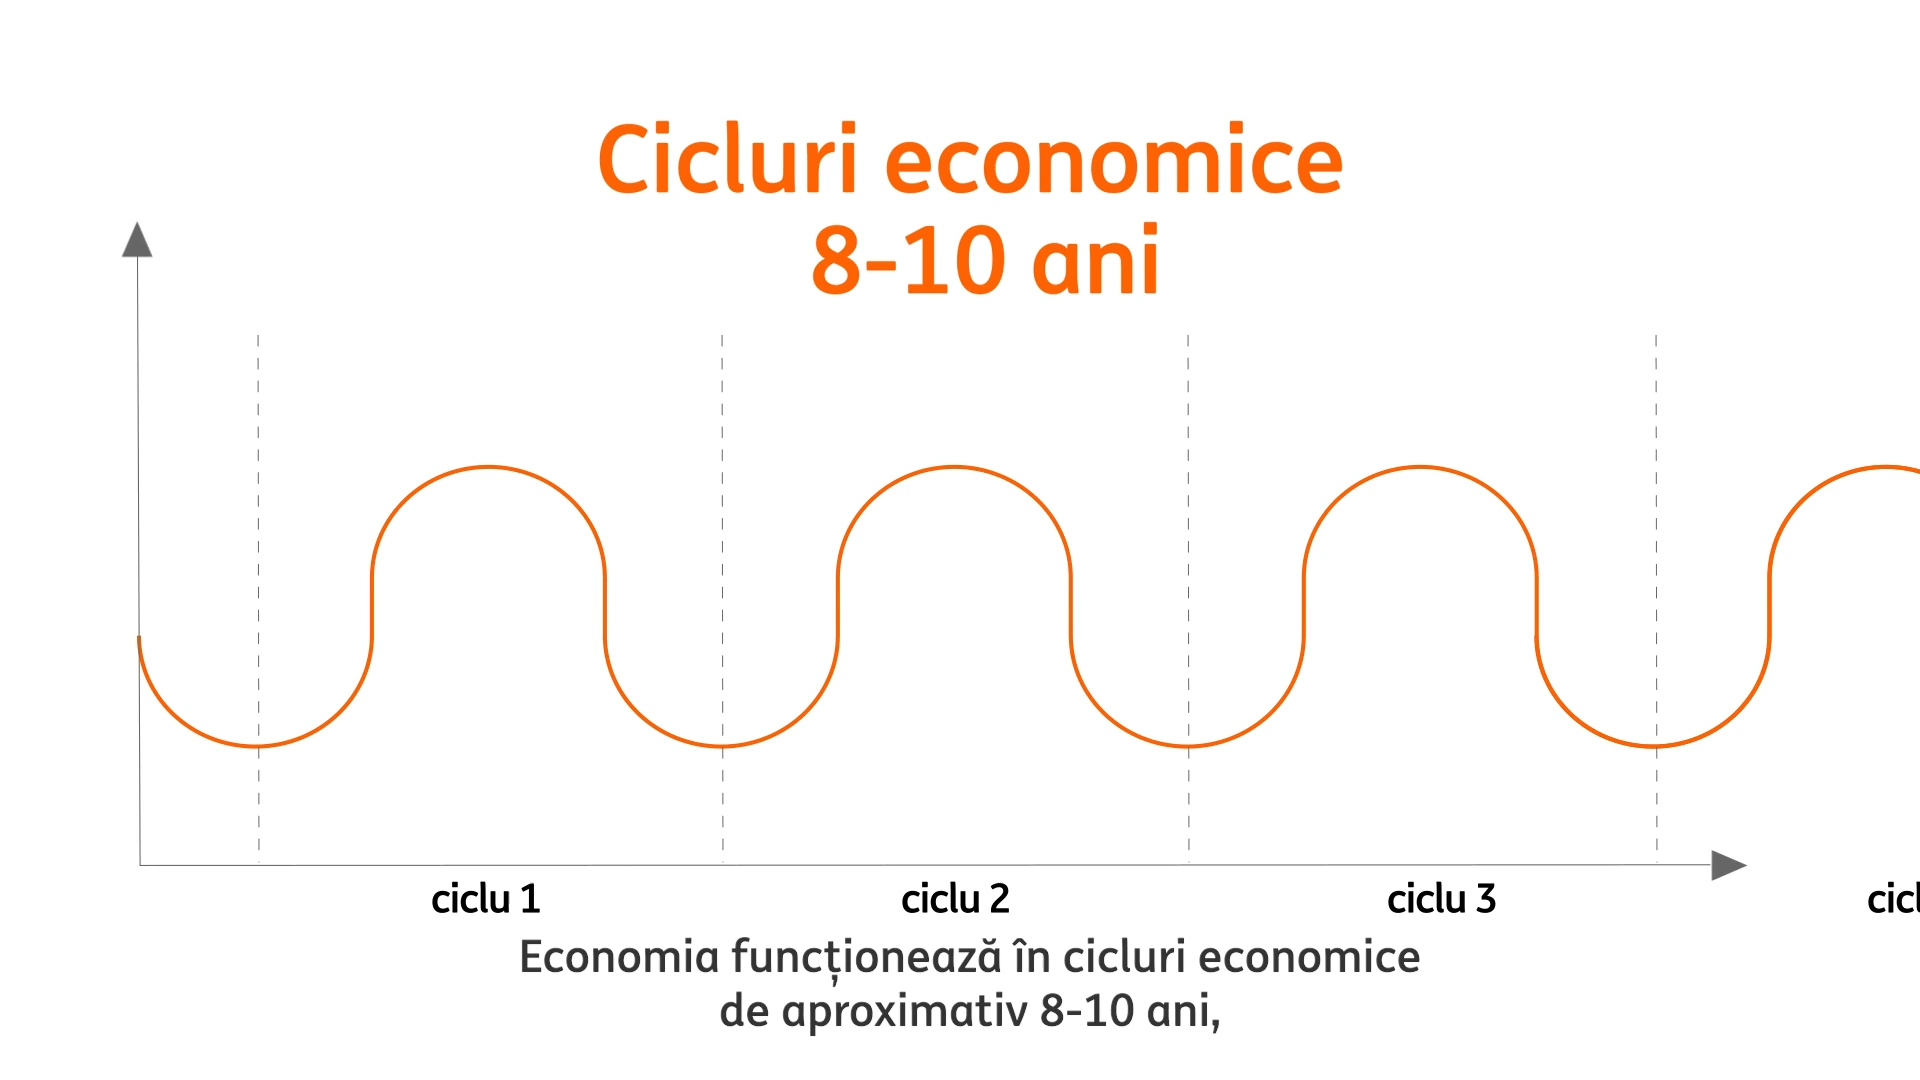 Cicluri economice
8-10 ani
ciclu 1
ciclu 2
ciclu 3
Economia funcționează în cicluri economice
de aproximativ 8-10 ani,